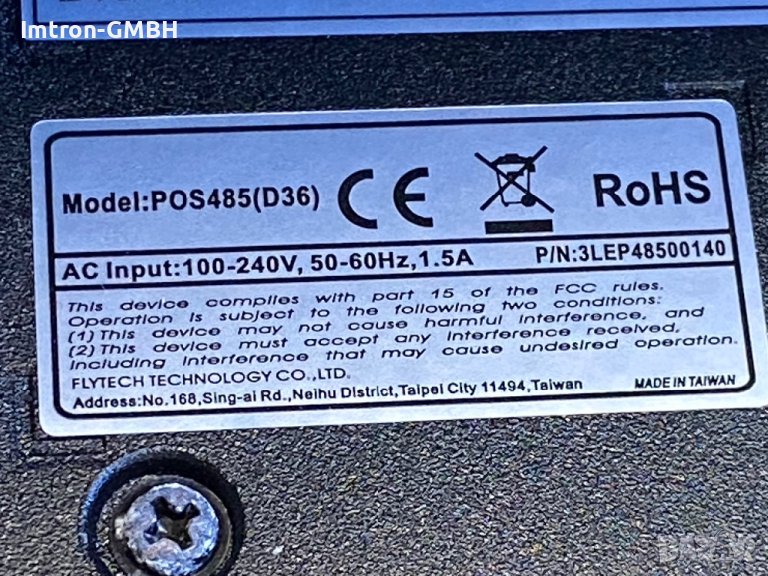 Imtron-GMBH
Model:POS485(D36) CE RoHS
AC Input:100-240V, 50-60Hz,1.5A P/N:3LEP48500140
This device complies with part 15 of the FCC rules.
Operation is subject to the following two conditions:
(1) This device may not cause harmful interference, and
(2) This device must accept any interference received,
including interference that may cause undesired operation.
FLYTECH TECHNOLOGY CO.,LTD.
Address:No.168,Sing-ai Rd.,Neihu District,Taipei City 11494,Taiwan MADE IN TAIWAN